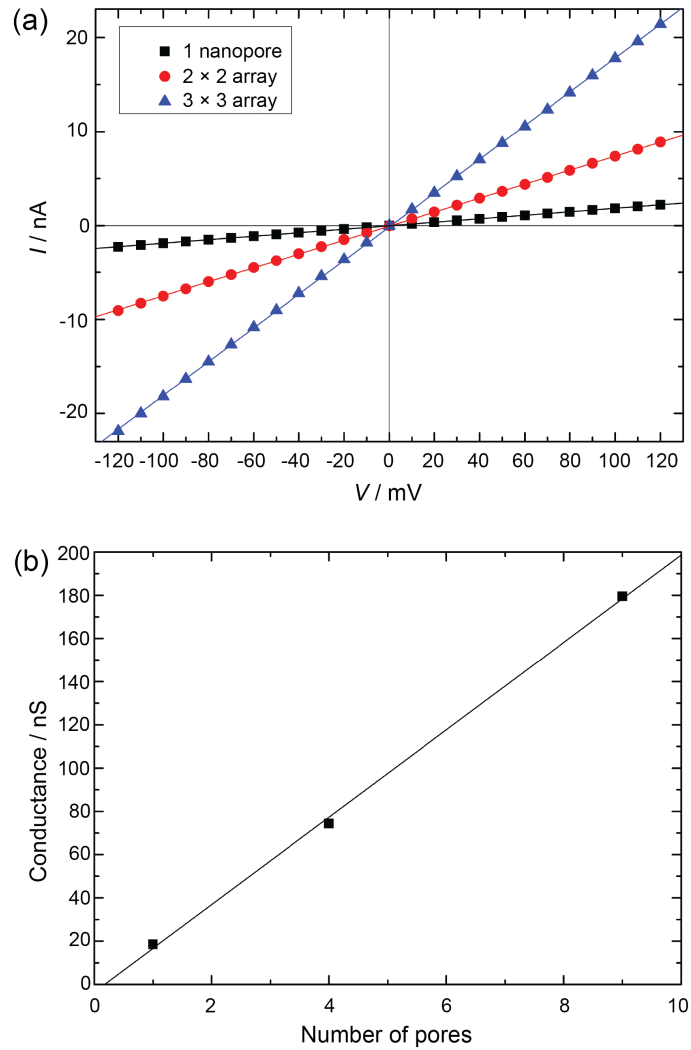 (a)
20
10
0
-10
-20
I / nA
1 nanopore
2 × 2 array
3 × 3 array
-120 -100 -80 -60 -40 -20 0 20 40 60 80 100 120
V / mV
(b)
200
180
160
140
120
100
80
60
40
20
0
Conductance / nS
0 2 4 6 8 10
Number of pores